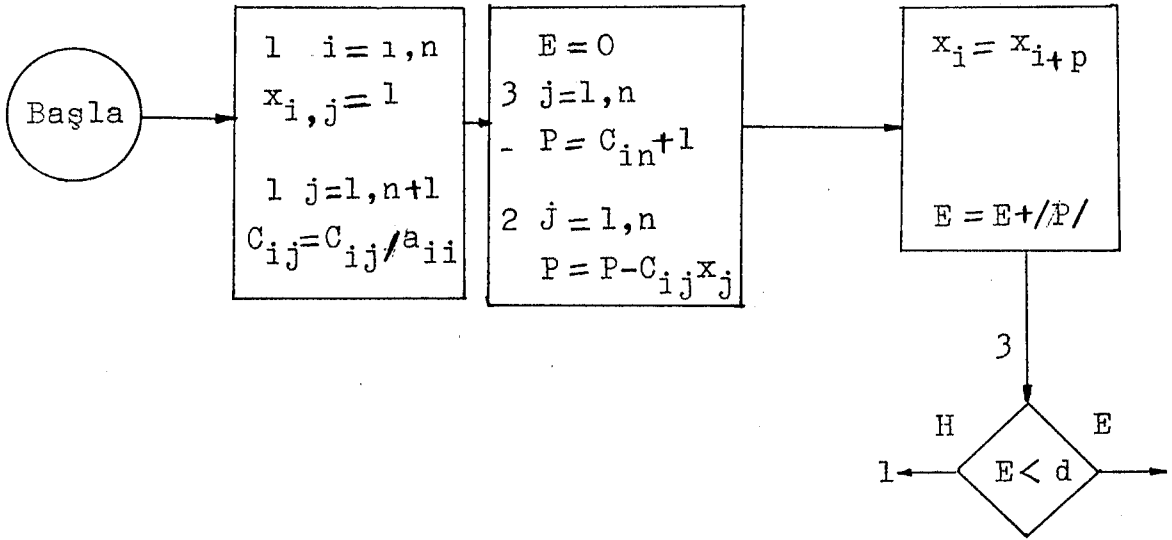 Başla
1 i=1,n
x_i,j=1
1 j=1,n+1
C_ij=C_ij/a_ii
E=0
3 j=1,n
- P=C_in+1
2 j=1,n
P=P-C_ij x_j
x_i=x_i+p
E=E+/P/
3
H
E
1
E< d